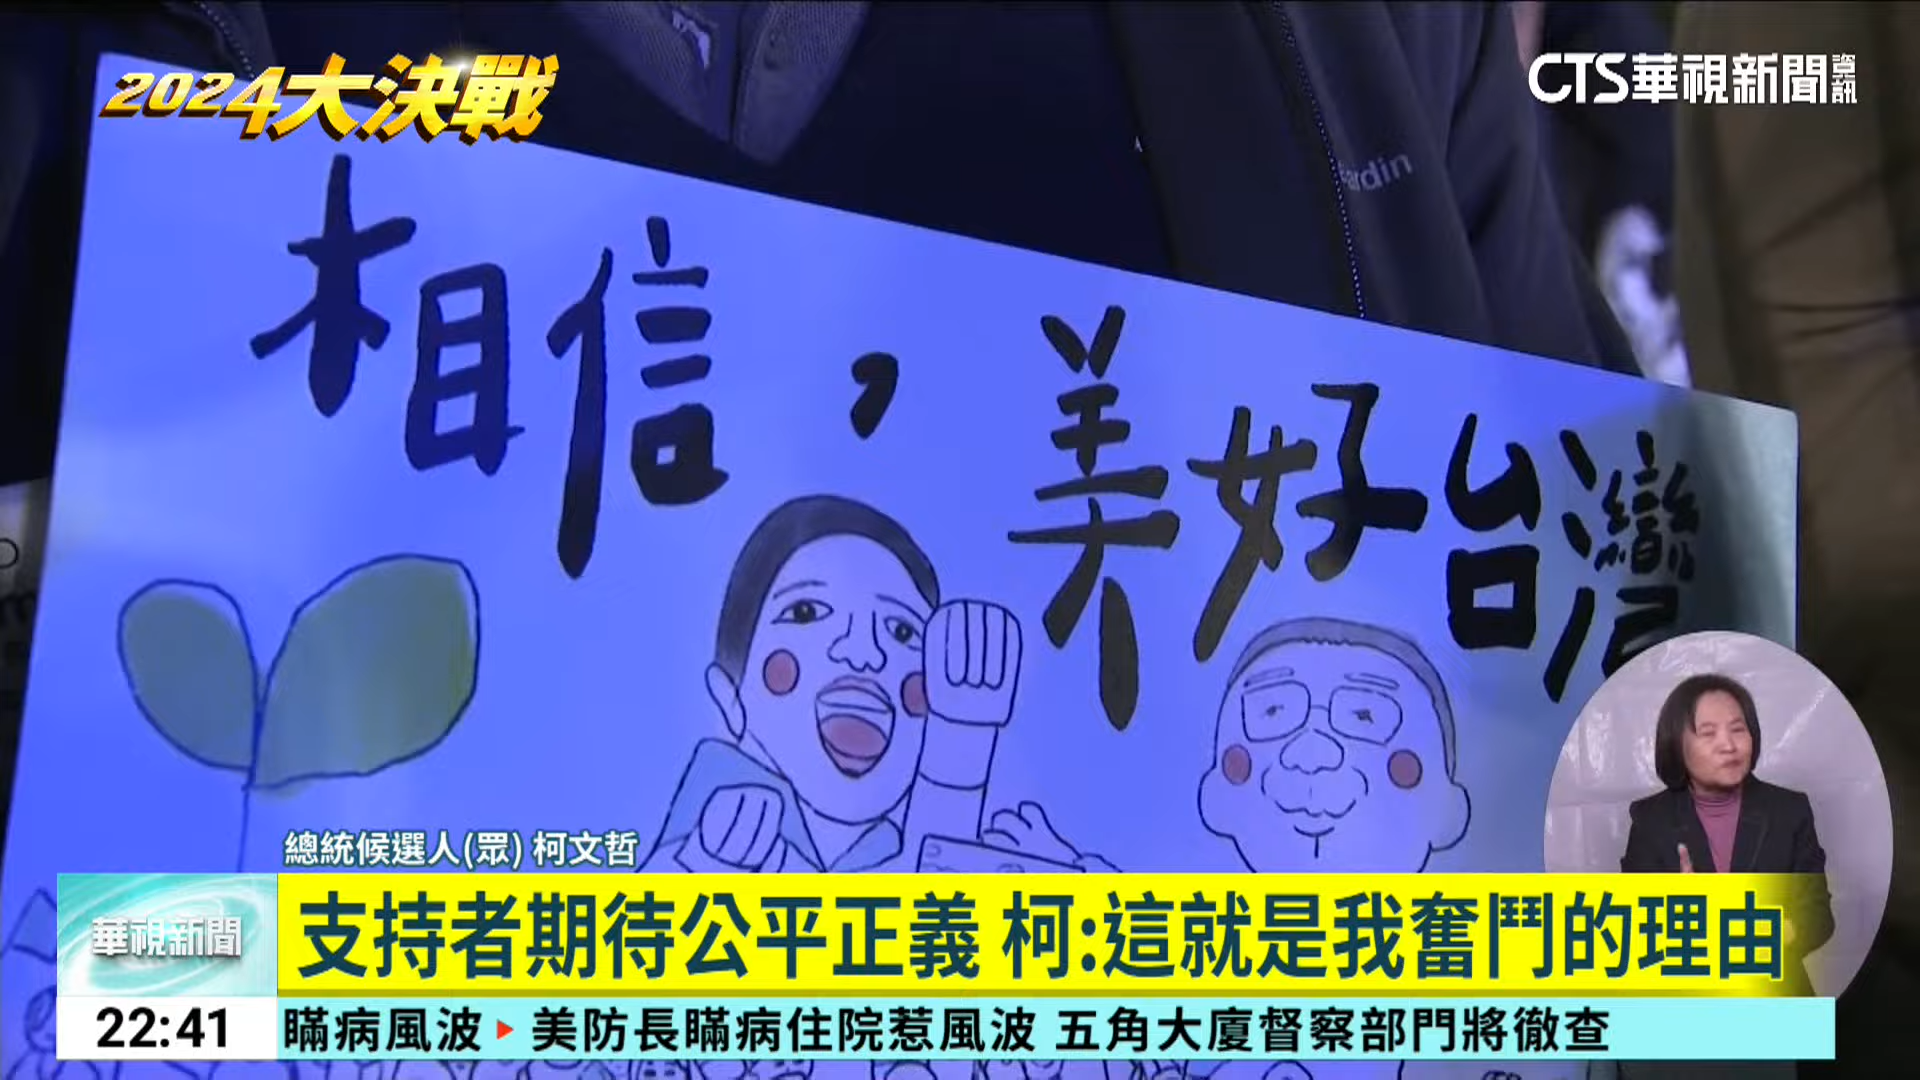 2024大決戰
CTS華視新聞資訊
ardin
相信，美好台灣
總統候選人(眾) 柯文哲
華視新聞
支持者期待公平正義 柯:這就是我奮鬥的理由
22:41
瞞病風波▶美防長瞞病住院惹風波 五角大廈督察部門將徹查